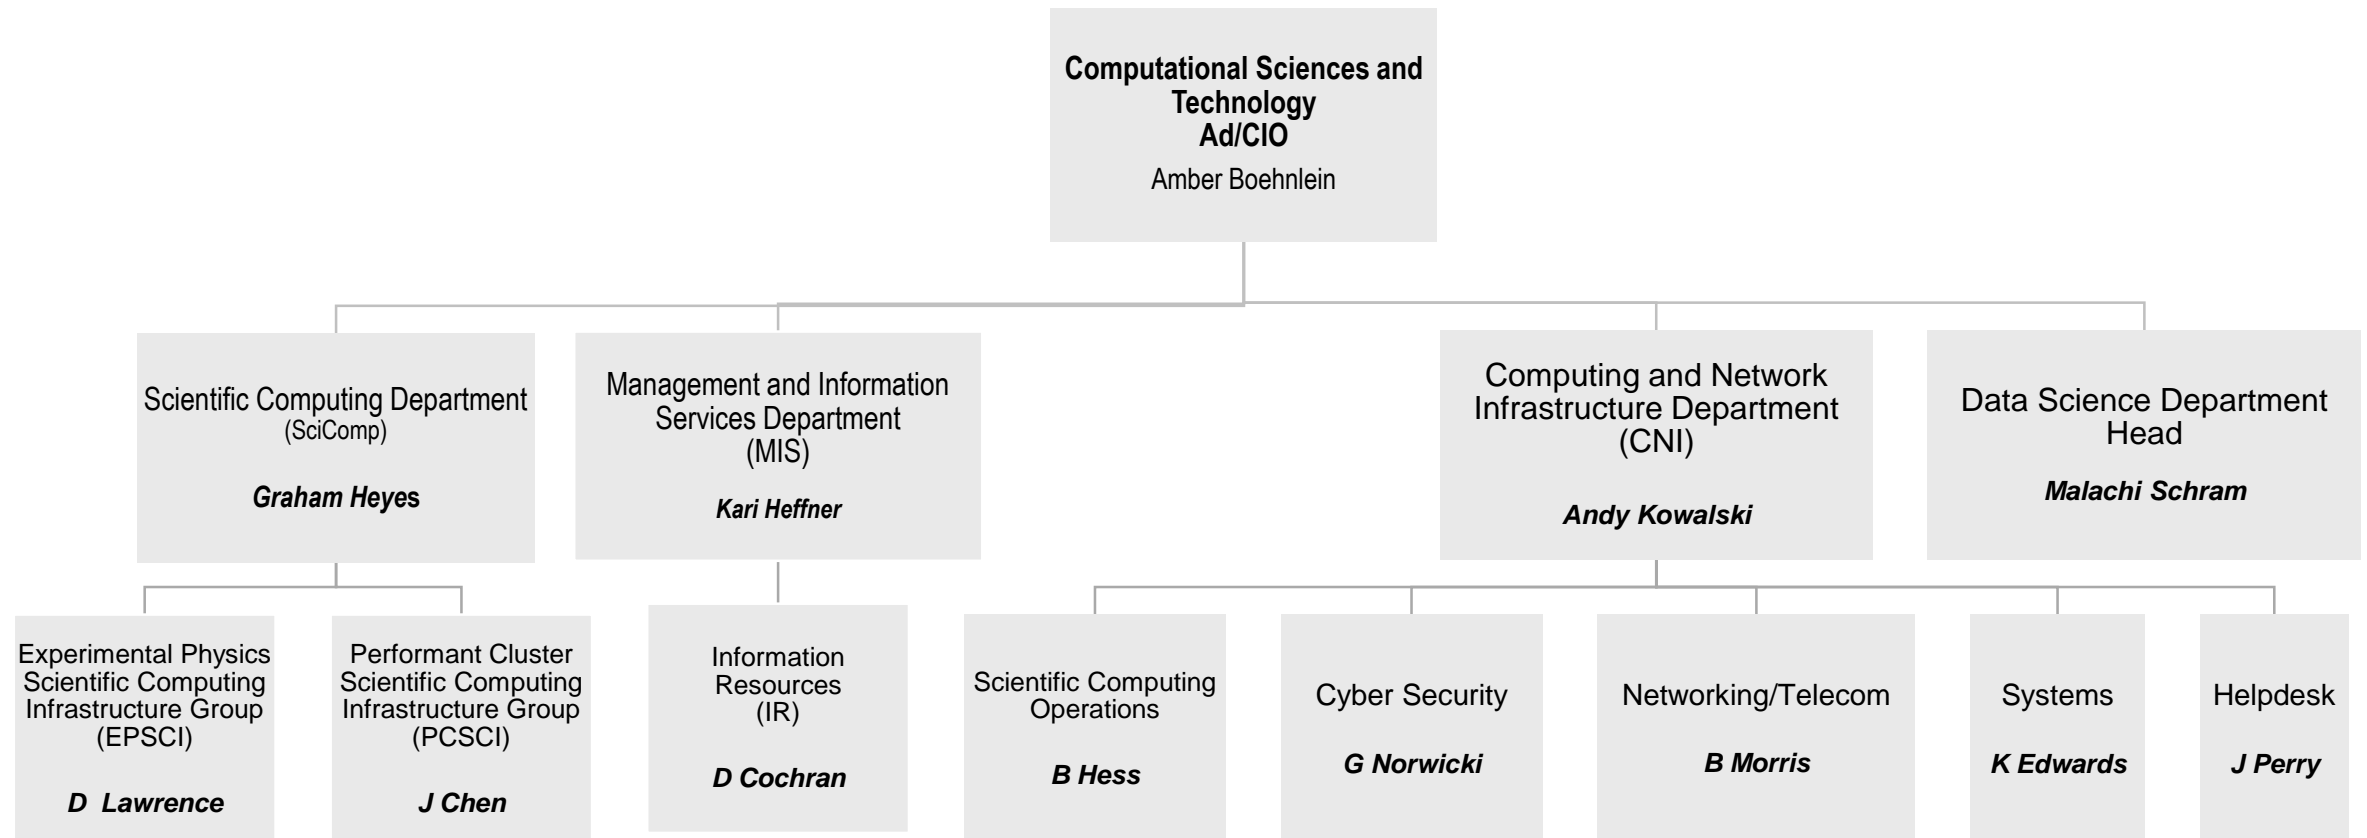 Computational Sciences and
Technology
Ad/CIO
Amber Boehnlein
Scientific Computing Department
(SciComp)
Graham Heyes
Management and Information
Services Department
(MIS)
Kari Heffner
Computing and Network
Infrastructure Department
(CNI)
Andy Kowalski
Data Science Department
Head
Malachi Schram
Experimental Physics
Scientific Computing
Infrastructure Group
(EPSCI)
D Lawrence
Performant Cluster
Scientific Computing
Infrastructure Group
(PCSCI)
J Chen
Information
Resources
(IR)
D Cochran
Scientific Computing
Operations
B Hess
Cyber Security
G Norwicki
Networking/Telecom
B Morris
Systems
K Edwards
Helpdesk
J Perry